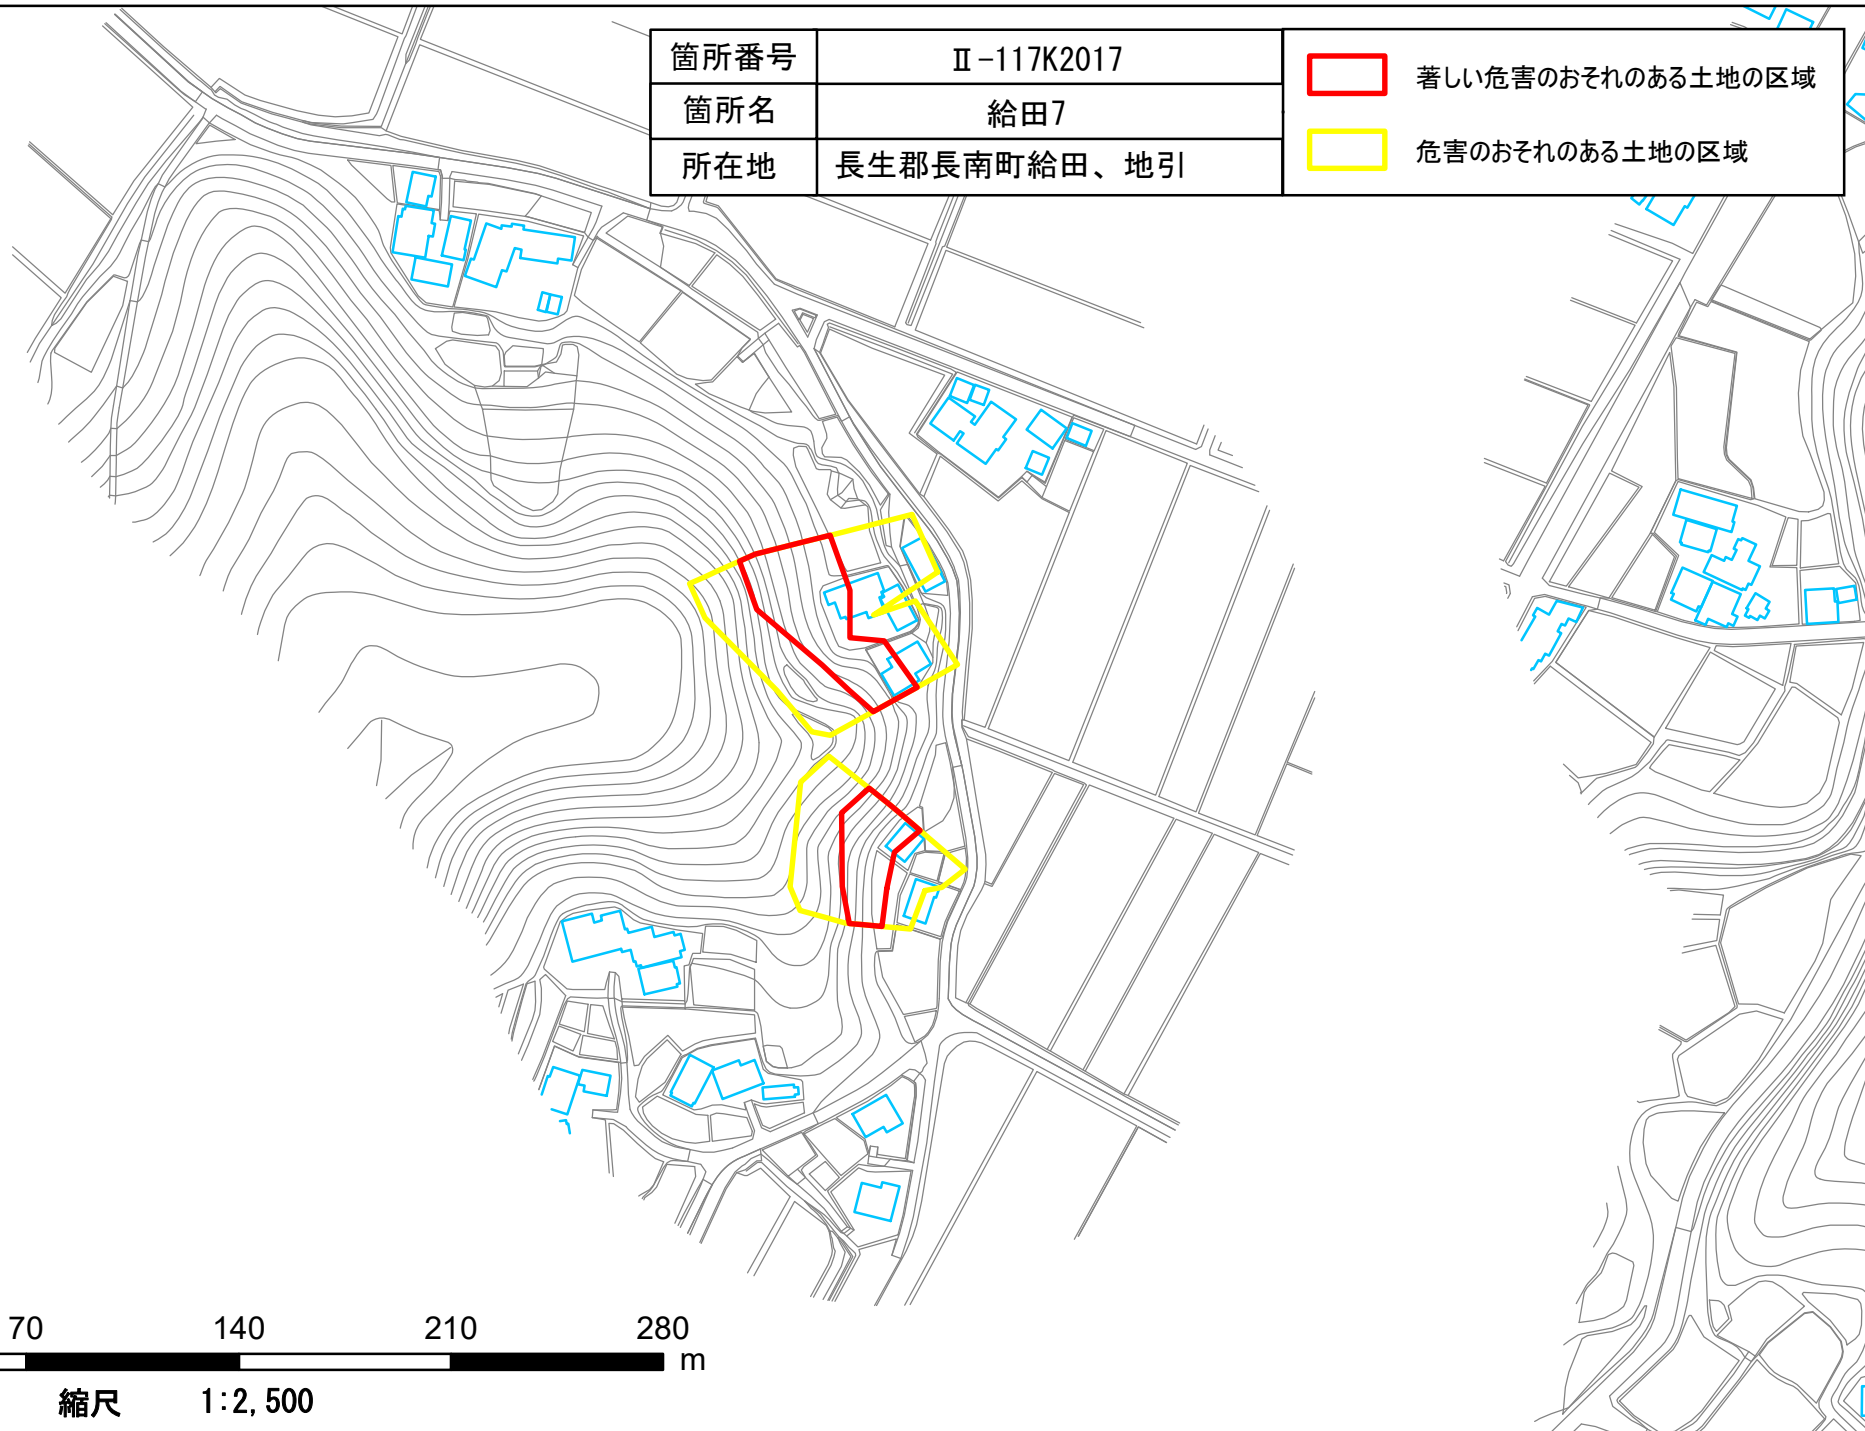 箇所番号 Ⅱ-117K2017
箇所名 給田7
所在地 長生郡長南町給田、地引
著しい危害のおそれのある土地の区域
危害のおそれのある土地の区域
70 140 210 280
m
縮尺 1:2,500